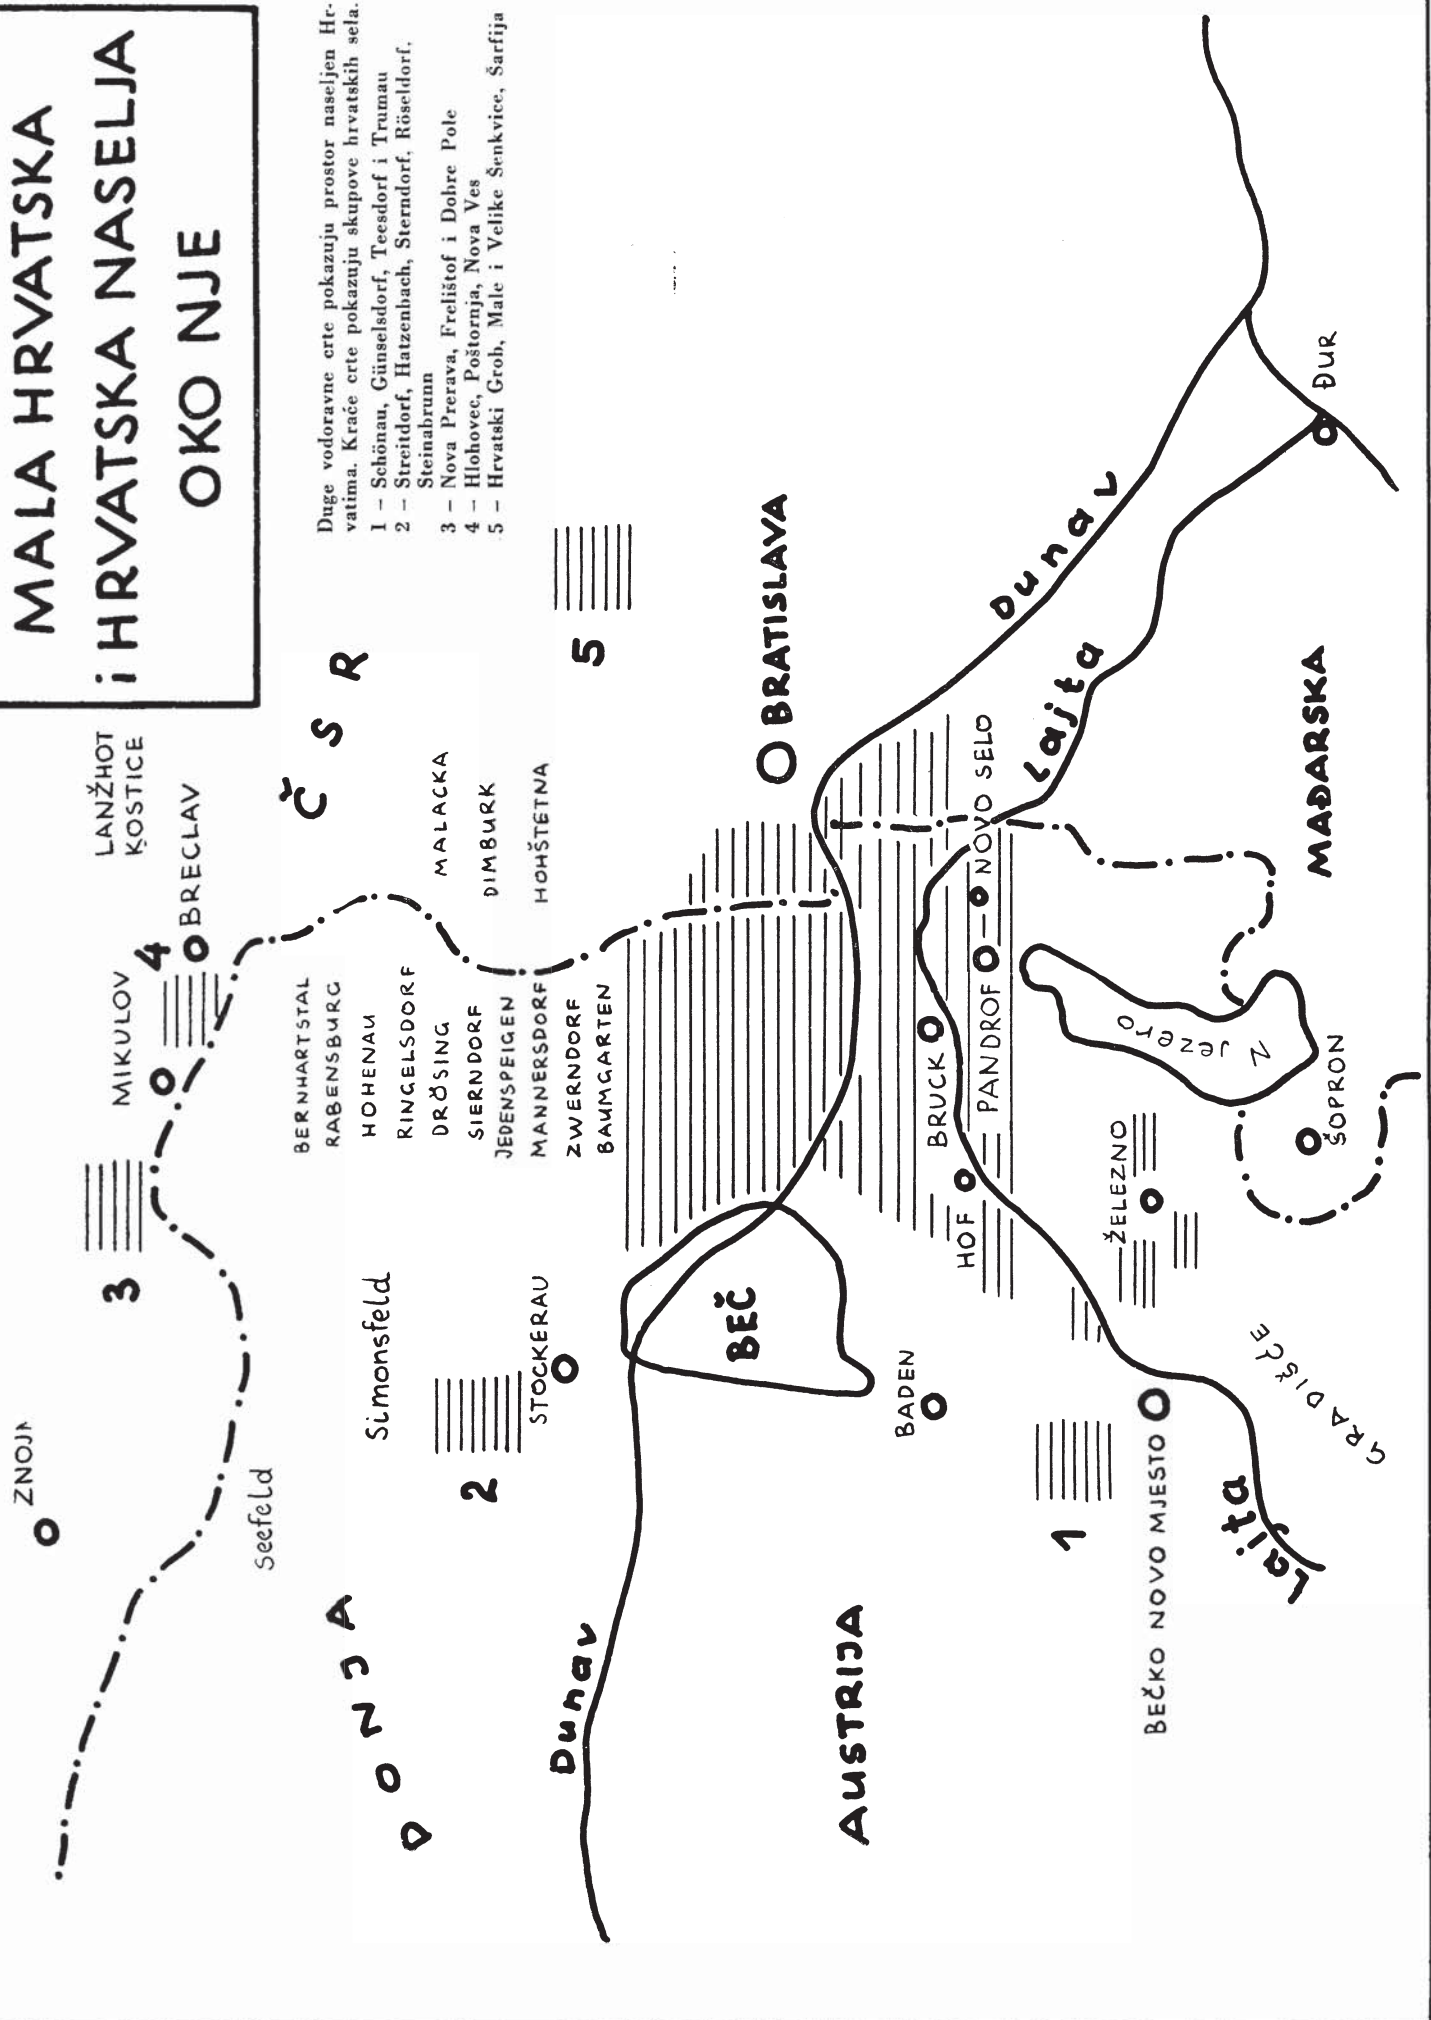 MALA HRVATSKA
i HRVATSKA NASELJA
OKO NJE
Duge vodoravne crte pokazuju prostor naseljen Hr-
vatima. Kraće crte pokazuju skupove hrvatskih sela.
1 – Schönau, Günselsdorf, Teesdorf i Trumau
2 – Streitdorf, Hatzenbach, Sterndorf, Röseldorf,
Steinabrunn
3 – Nova Prerava, Frelištof i Dobre Pole
4 – Hlohovec, Poštornja, Nova Ves
5 – Hrvatski Grob, Male i Velike Šenkvice, Šarfija
ZNOJM
seefeld
3
MIKULOV
4
BRECLAV
LANŽHOT
KOSTICE
ČSR
DONJA
Simonsfeld
2
STOCKERAU
BERNHARTSTAL
RABENSBURG
HOHENAU
RINGELSDORF
DRÖSING
SIERNDORF
JEDENSPEIGEN
MANNERSDORF
ZWERNDORF
BAUMGARTEN
MALACKA
DIMBURK
HOHŠTETNA
5
Dunav
BEČ
BRATISLAVA
AUSTRIJA
BADEN
BRUCK
HOF
PANDROF
NOVO SELO
Dunav
Lajta
1
BEČKO NOVO MJESTO
ŽELEZNO
N jezero
ŠOPRON
MAĐARSKA
ĐUR
Lajta
GRADIŠĆE